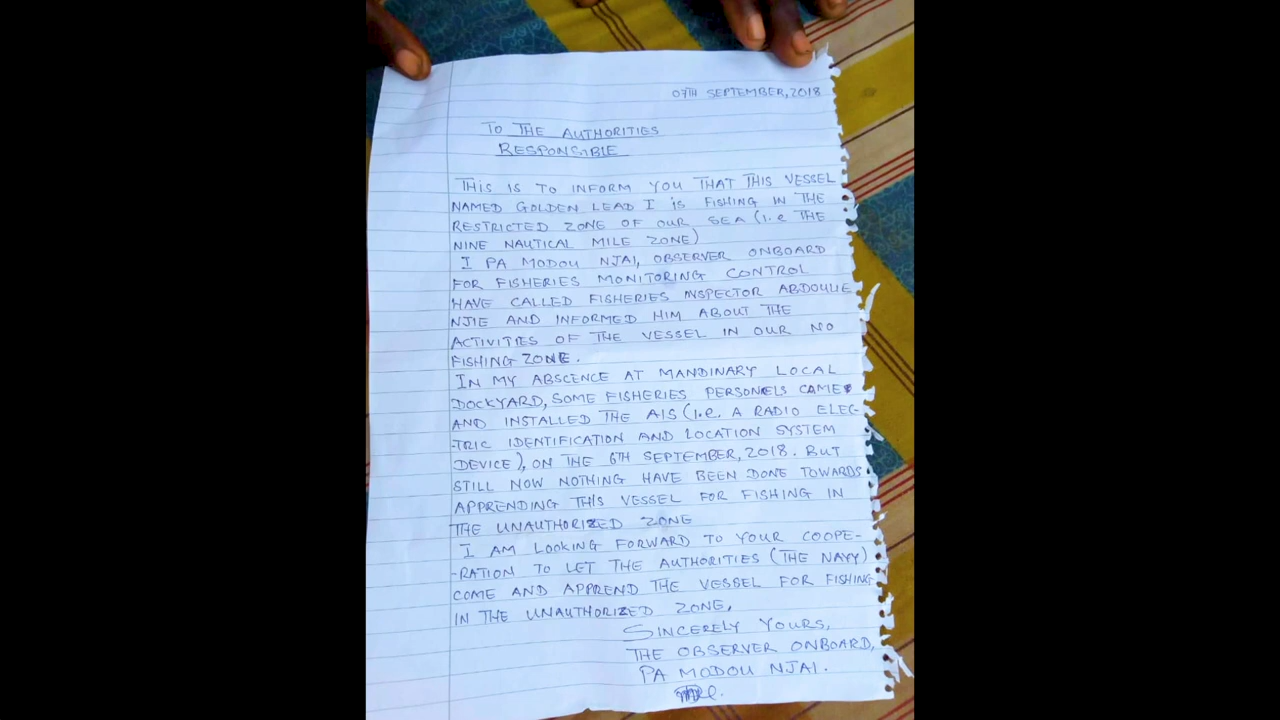 07TH SEPTEMBER, 2018
TO THE AUTHORITIES
RESPONSIBLE
THIS IS TO INFORM YOU THAT THIS VESSEL
NAMED GOLDEN LEAD I IS FISHING IN THE
RESTRICTED ZONE OF OUR SEA (I.e THE
NINE NAUTICAL MILE ZONE)
I PA MODOU NJAI, OBSERVER ONBOARD
FOR FISHERIES MONITORING CONTROL
HAVE CALLED FISHERIES INSPECTOR ABDOULIE
NJIE AND INFORMED HIM ABOUT THE
ACTIVITIES OF THE VESSEL IN OUR NO
FISHING ZONE.
IN MY ABSCENCE AT MANDINARY LOCAL
DOCKYARD, SOME FISHERIES PERSONELS CAME
AND INSTALLED THE AIS (I.e. A RADIO ELEC-
-TRIC IDENTIFICATION AND LOCATION SYSTEM
DEVICE), ON THE 6TH SEPTEMBER, 2018. BUT
STILL NOW NOTHING HAVE BEEN DONE TOWARDS
APPRENDING THIS VESSEL FOR FISHING IN
THE UNAUTHORIZED ZONE
I AM LOOKING FORWARD TO YOUR COOPE-
-RATION TO LET THE AUTHORITIES (THE NAVY)
COME AND APPREND THE VESSEL FOR FISHING
IN THE UNAUTHORIZED ZONE,
SINCERELY YOURS,
THE OBSERVER ONBOARD,
PA MODOU NJAI.